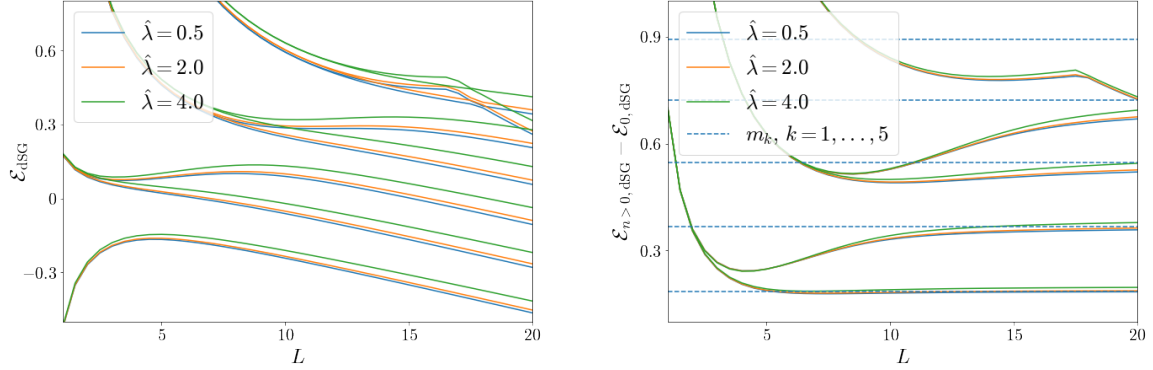 0.6
0.3
0
−0.3
ℰ_dSG
λ̂ = 0.5
λ̂ = 2.0
λ̂ = 4.0
5
10
15
20
L
0.9
0.6
0.3
ℰ_{n>0, dSG} − ℰ_{0, dSG}
λ̂ = 0.5
λ̂ = 2.0
λ̂ = 4.0
m_k, k = 1, . . . , 5
5
10
15
20
L